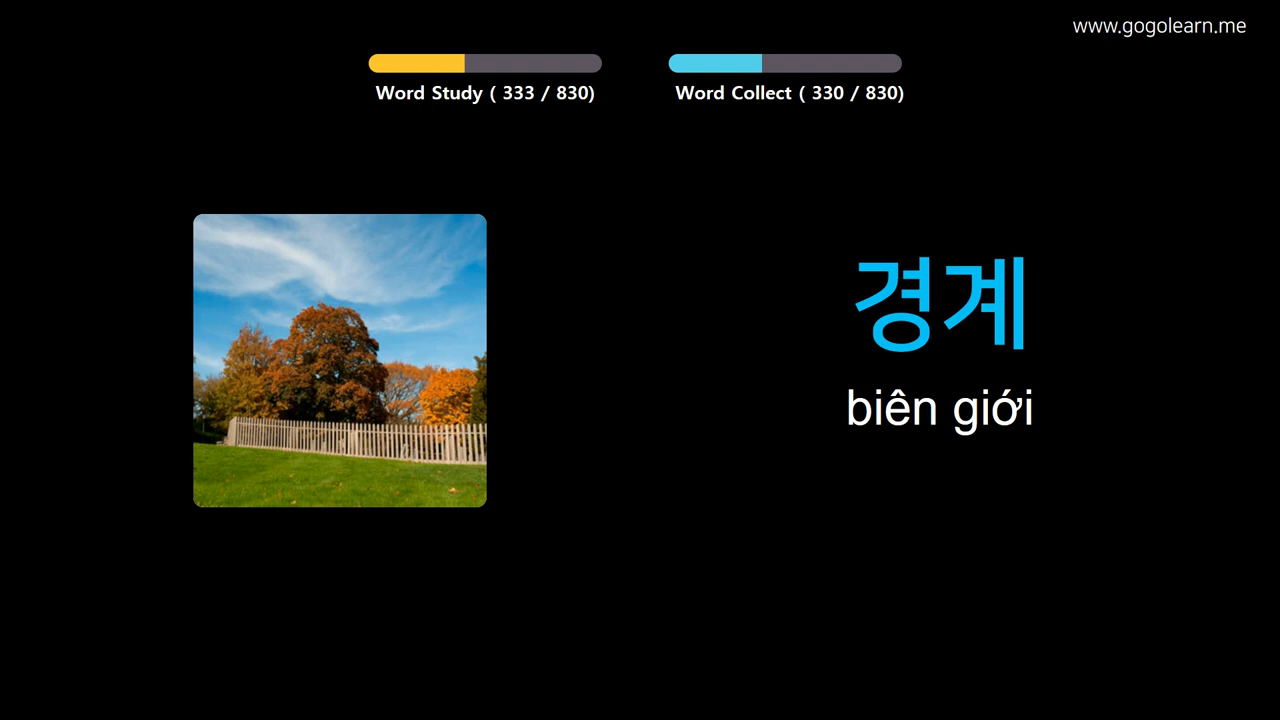 www.gogolearn.me
Word Study ( 333 / 830)
Word Collect ( 330 / 830)
경계
biên giới